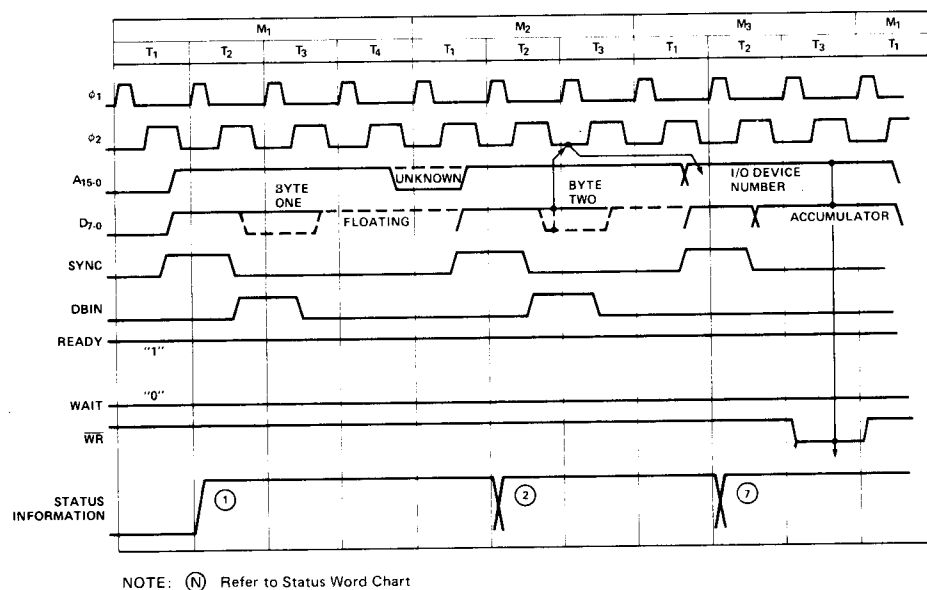 M1 M2 M3 M1
T1 T2 T3 T4 T1 T2 T3 T1 T2 T3 T1
ϕ1
ϕ2
A15-0 UNKNOWN I/O DEVICE
NUMBER
BYTE
ONE
BYTE
TWO
D7-0 FLOATING ACCUMULATOR
SYNC
DBIN
READY
"1"
"0"
WAIT
WR
STATUS
INFORMATION
1 2 7
NOTE: N Refer to Status Word Chart